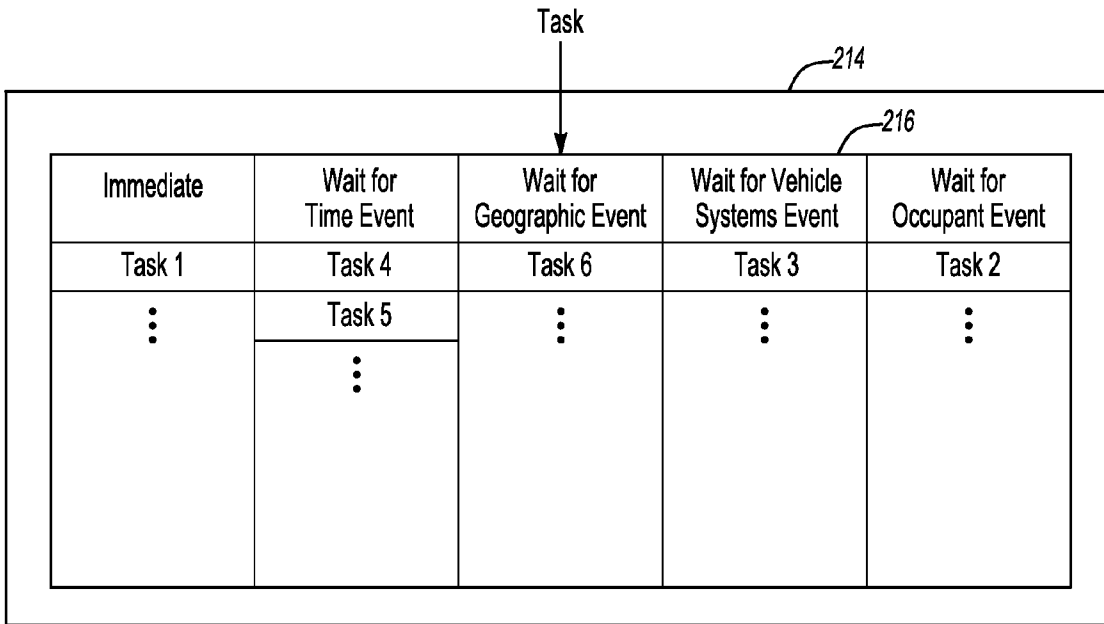 Task
214
216
Immediate
Wait for
Time Event
Wait for
Geographic Event
Wait for Vehicle
Systems Event
Wait for
Occupant Event
Task 1
Task 4
Task 6
Task 3
Task 2
Task 5